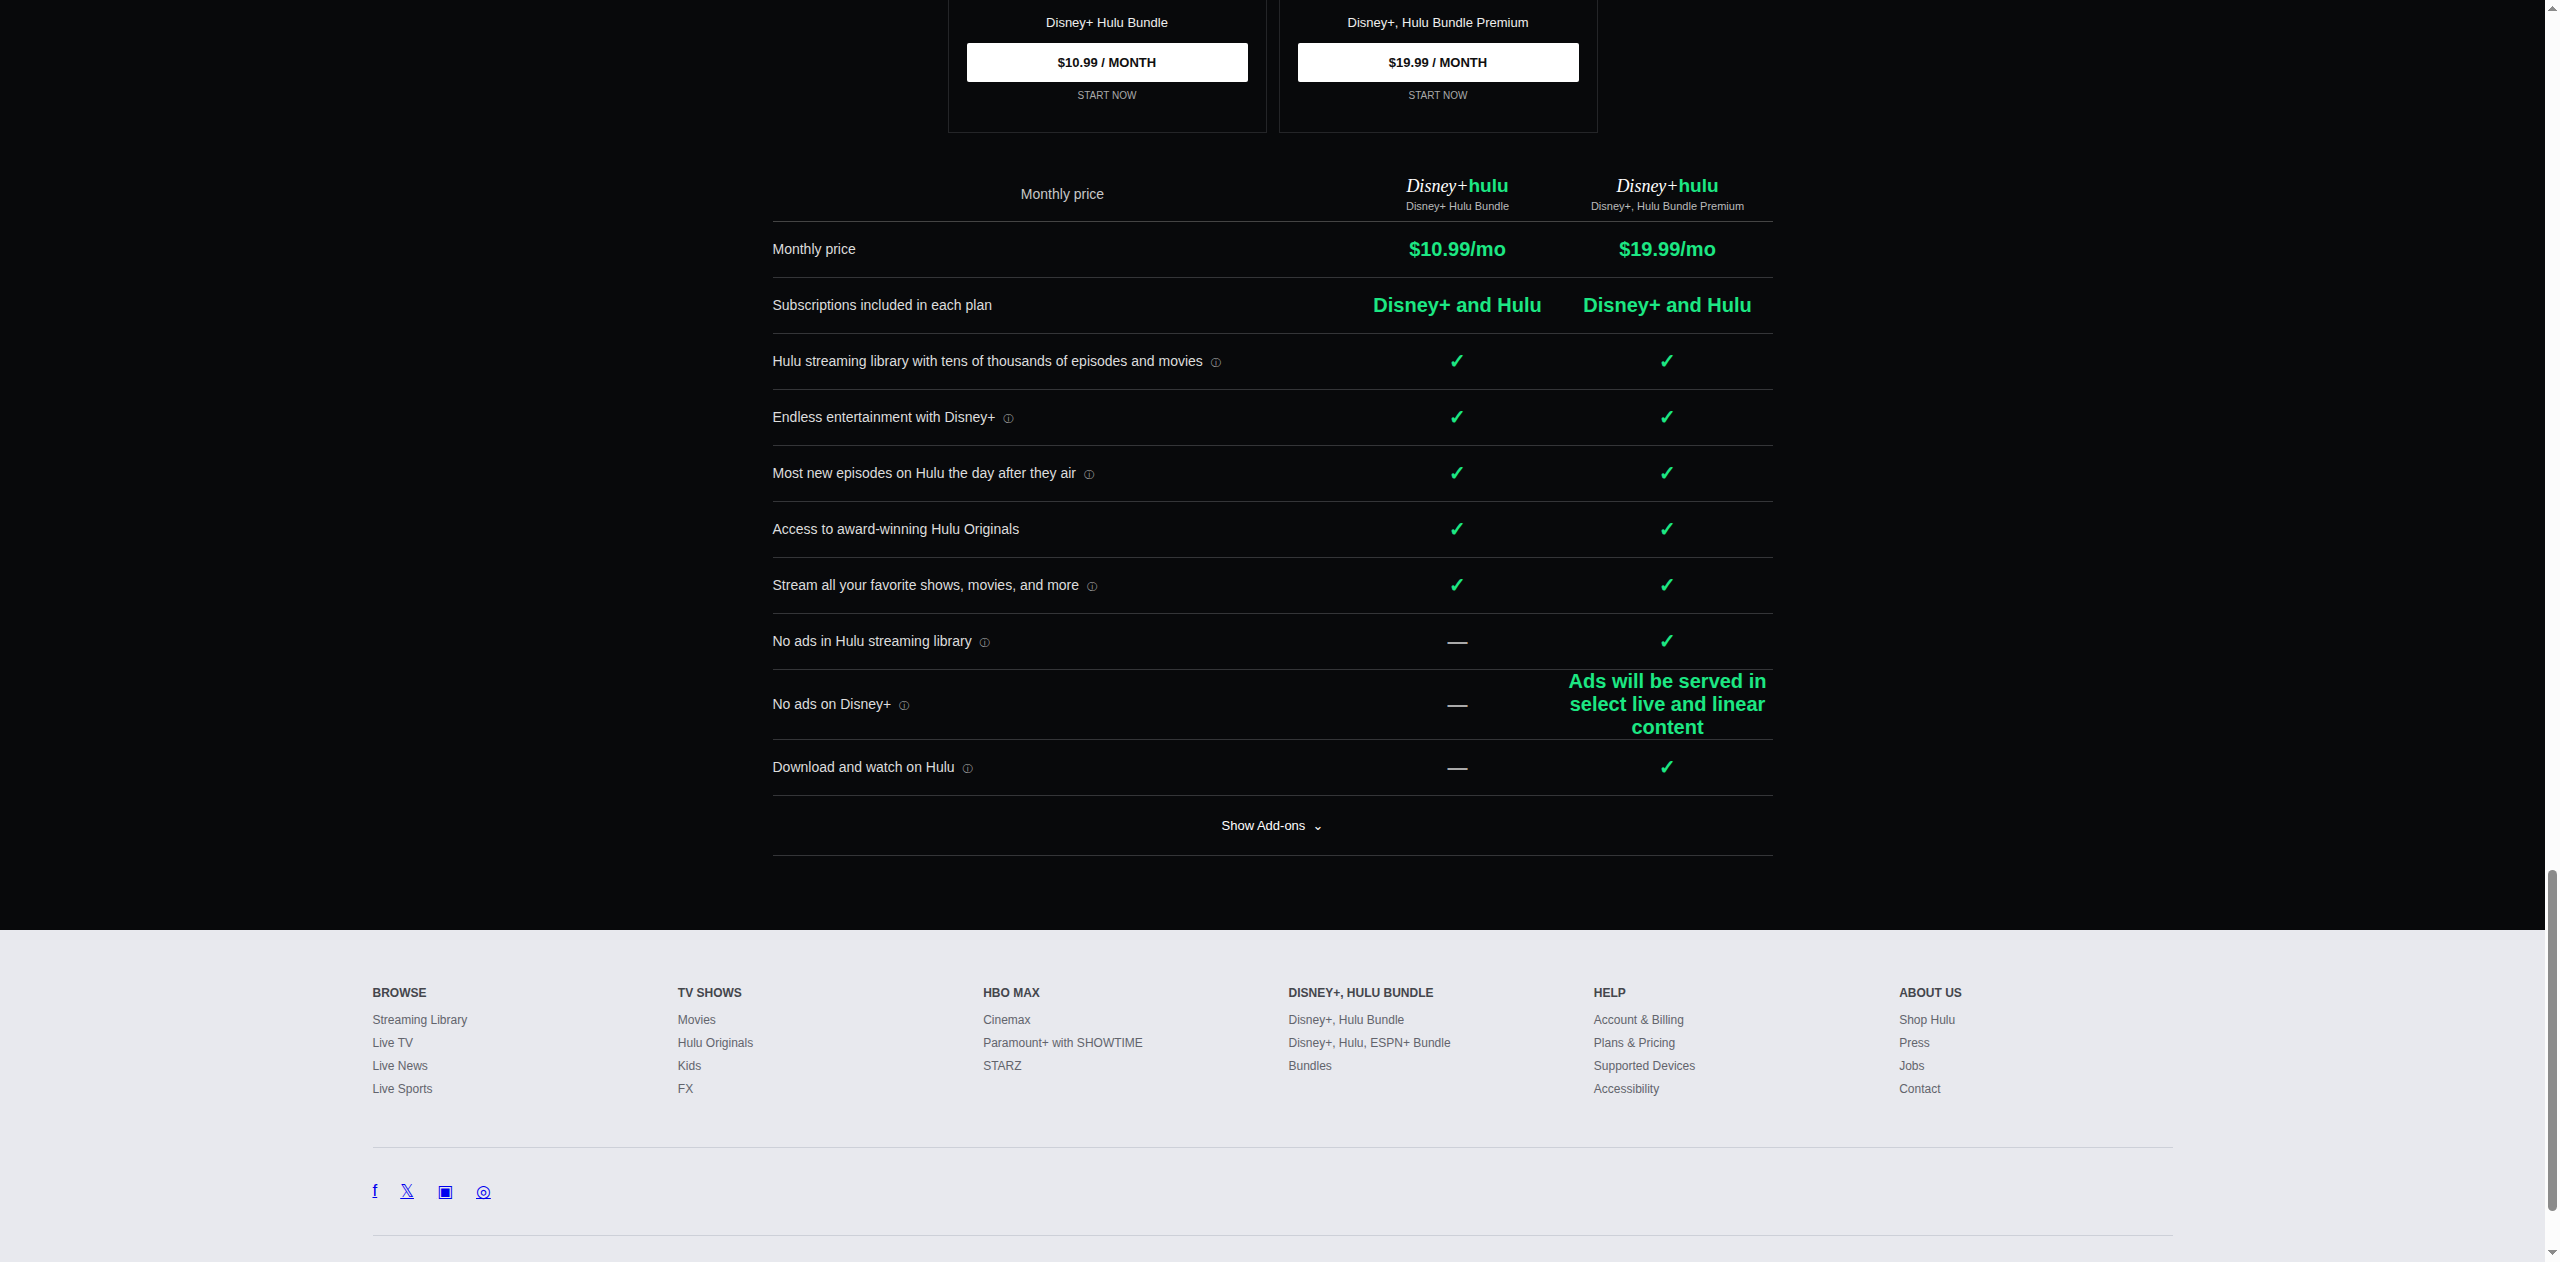 Disney+ Hulu Bundle
$10.99 / MONTH
START NOW
Disney+, Hulu Bundle Premium
$19.99 / MONTH
START NOW
Monthly price
Disney+hulu
Disney+ Hulu Bundle
Disney+hulu
Disney+, Hulu Bundle Premium
Monthly price $10.99/mo $19.99/mo
Subscriptions included in each plan Disney+ and Hulu Disney+ and Hulu
Hulu streaming library with tens of thousands of episodes and movies ⓘ ✓ ✓
Endless entertainment with Disney+ ⓘ ✓ ✓
Most new episodes on Hulu the day after they air ⓘ ✓ ✓
Access to award-winning Hulu Originals ✓ ✓
Stream all your favorite shows, movies, and more ⓘ ✓ ✓
No ads in Hulu streaming library ⓘ — ✓
No ads on Disney+ ⓘ —
Ads will be served in
select live and linear
content
Download and watch on Hulu ⓘ — ✓
Show Add-ons ⌄
BROWSE
Streaming Library
Live TV
Live News
Live Sports
TV SHOWS
Movies
Hulu Originals
Kids
FX
HBO MAX
Cinemax
Paramount+ with SHOWTIME
STARZ
DISNEY+, HULU BUNDLE
Disney+, Hulu Bundle
Disney+, Hulu, ESPN+ Bundle
Bundles
HELP
Account & Billing
Plans & Pricing
Supported Devices
Accessibility
ABOUT US
Shop Hulu
Press
Jobs
Contact
f 𝕏 ▣ ◎